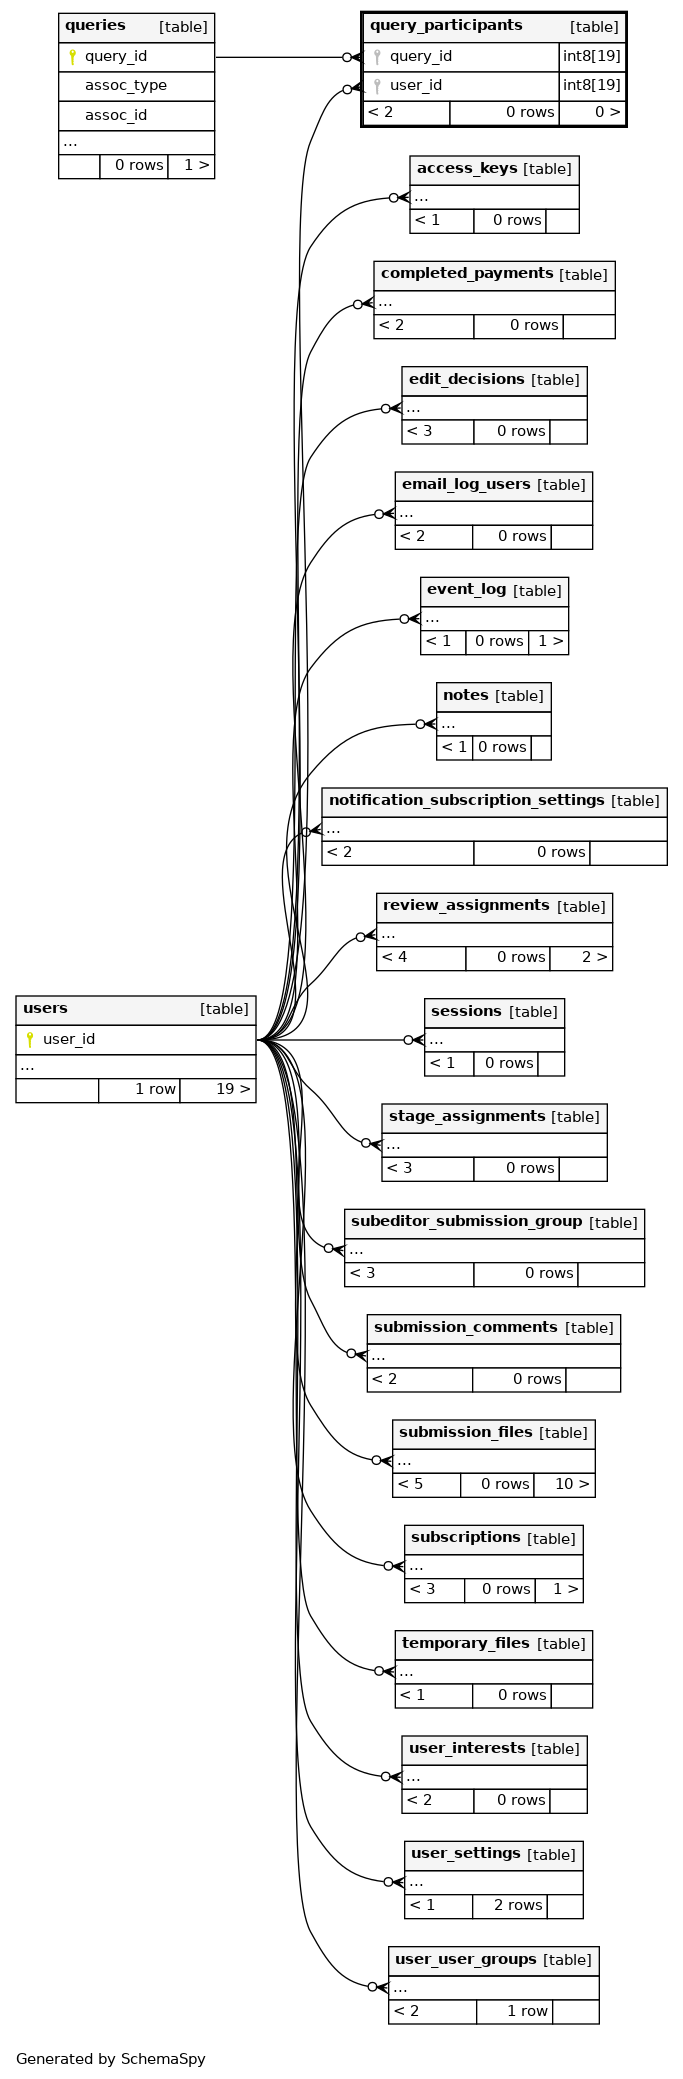 queries [table]
query_id
assoc_type
assoc_id
...
0 rows 1 >
query_participants [table]
query_id int8[19]
user_id int8[19]
< 2 0 rows 0 >
access_keys [table]
...
< 1 0 rows
completed_payments [table]
...
< 2 0 rows
edit_decisions [table]
...
< 3 0 rows
email_log_users [table]
...
< 2 0 rows
event_log [table]
...
< 1 0 rows 1 >
notes [table]
...
< 1 0 rows
notification_subscription_settings [table]
...
< 2 0 rows
review_assignments [table]
...
< 4 0 rows 2 >
users [table]
user_id
...
1 row 19 >
sessions [table]
...
< 1 0 rows
stage_assignments [table]
...
< 3 0 rows
subeditor_submission_group [table]
...
< 3 0 rows
submission_comments [table]
...
< 2 0 rows
submission_files [table]
...
< 5 0 rows 10 >
subscriptions [table]
...
< 3 0 rows 1 >
temporary_files [table]
...
< 1 0 rows
user_interests [table]
...
< 2 0 rows
user_settings [table]
...
< 1 2 rows
user_user_groups [table]
...
< 2 1 row
Generated by SchemaSpy